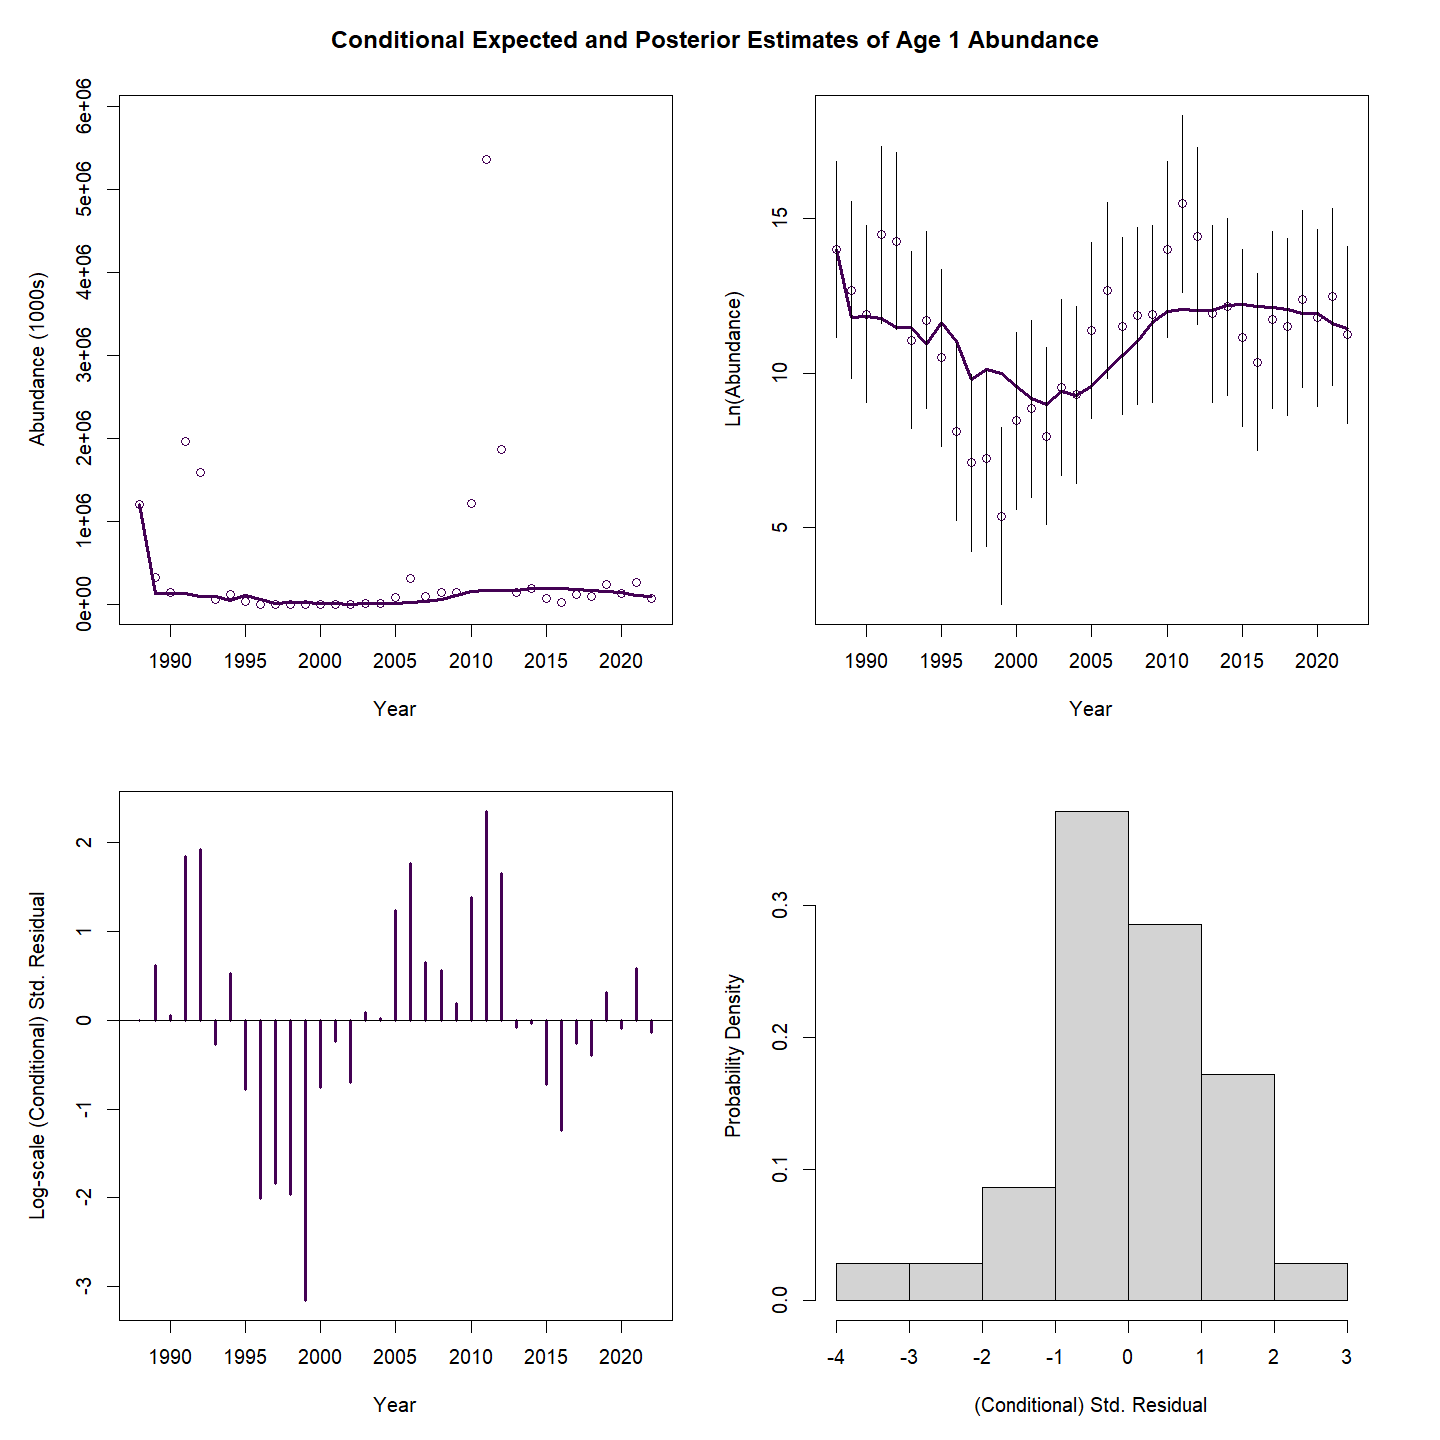 Conditional Expected and Posterior Estimates of Age 1 Abundance
Abundance (1000s)
6e+06
5e+06
4e+06
3e+06
2e+06
1e+06
0e+00
1990 1995 2000 2005 2010 2015 2020
Year
Ln(Abundance)
15
10
5
1990 1995 2000 2005 2010 2015 2020
Year
Log-scale (Conditional) Std. Residual
2
1
0
-1
-2
-3
1990 1995 2000 2005 2010 2015 2020
Year
Probability Density
0.3
0.2
0.1
0.0
-4 -3 -2 -1 0 1 2 3
(Conditional) Std. Residual